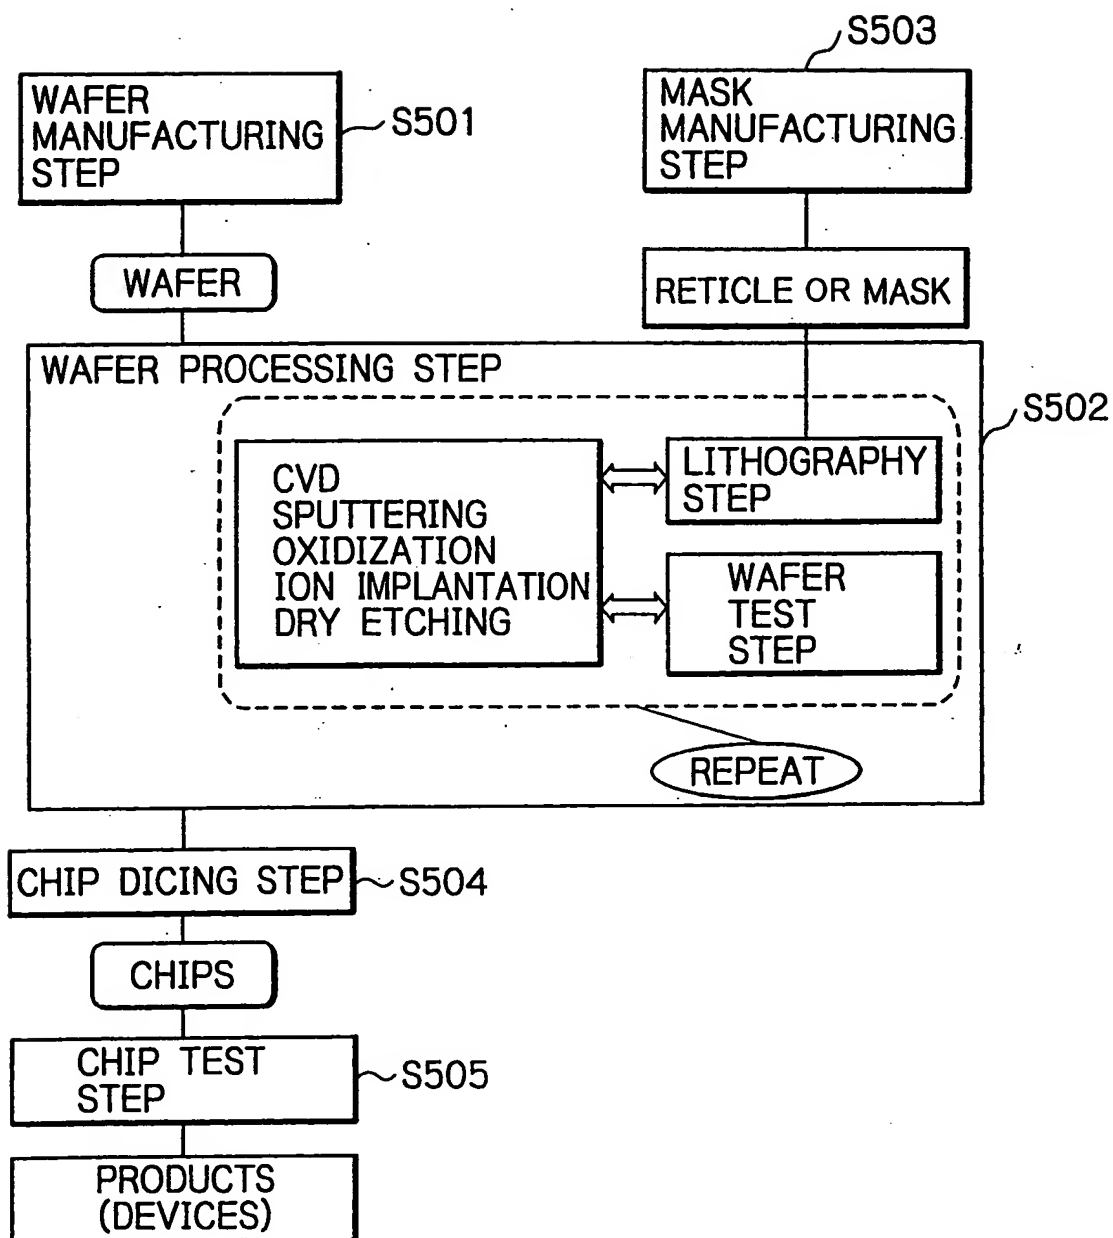 S503
WAFER
MANUFACTURING
STEP
S501
MASK
MANUFACTURING
STEP
WAFER
RETICLE OR MASK
WAFER PROCESSING STEP
S502
CVD
SPUTTERING
OXIDIZATION
ION IMPLANTATION
DRY ETCHING
LITHOGRAPHY
STEP
WAFER
TEST
STEP
REPEAT
CHIP DICING STEP
S504
CHIPS
CHIP TEST
STEP
S505
PRODUCTS
(DEVICES)